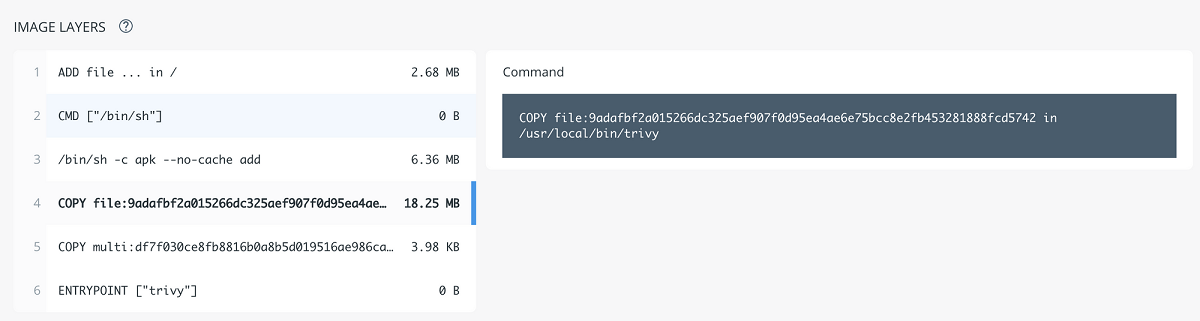 IMAGE LAYERS ?
1 ADD file ... in / 2.68 MB
2 CMD ["/bin/sh"] 0 B
3 /bin/sh -c apk --no-cache add 6.36 MB
4 COPY file:9adafbf2a015266dc325aef907f0d95ea4ae... 18.25 MB
5 COPY multi:df7f030ce8fb8816b0a8b5d019516ae986ca... 3.98 KB
6 ENTRYPOINT ["trivy"] 0 B
Command
COPY file:9adafbf2a015266dc325aef907f0d95ea4ae6e75bcc8e2fb453281888fcd5742 in
/usr/local/bin/trivy